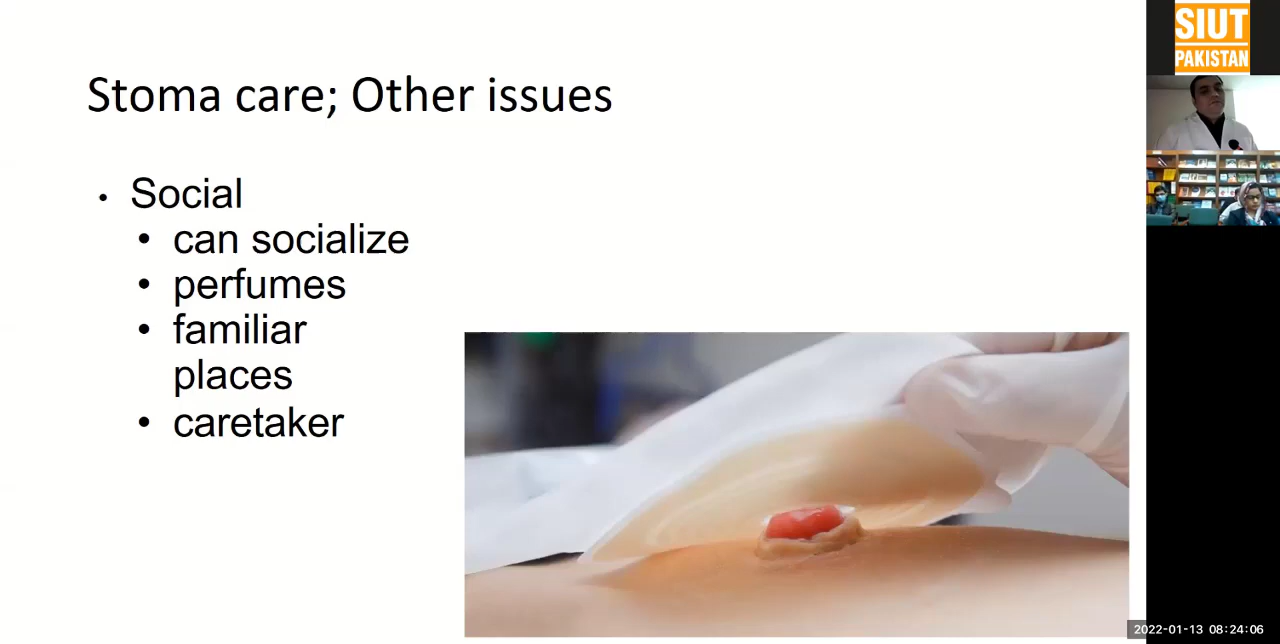 Stoma care; Other issues
• Social
• can socialize
• perfumes
• familiar
places
• caretaker
SIUT
PAKISTAN
2022-01-13 08:24:06